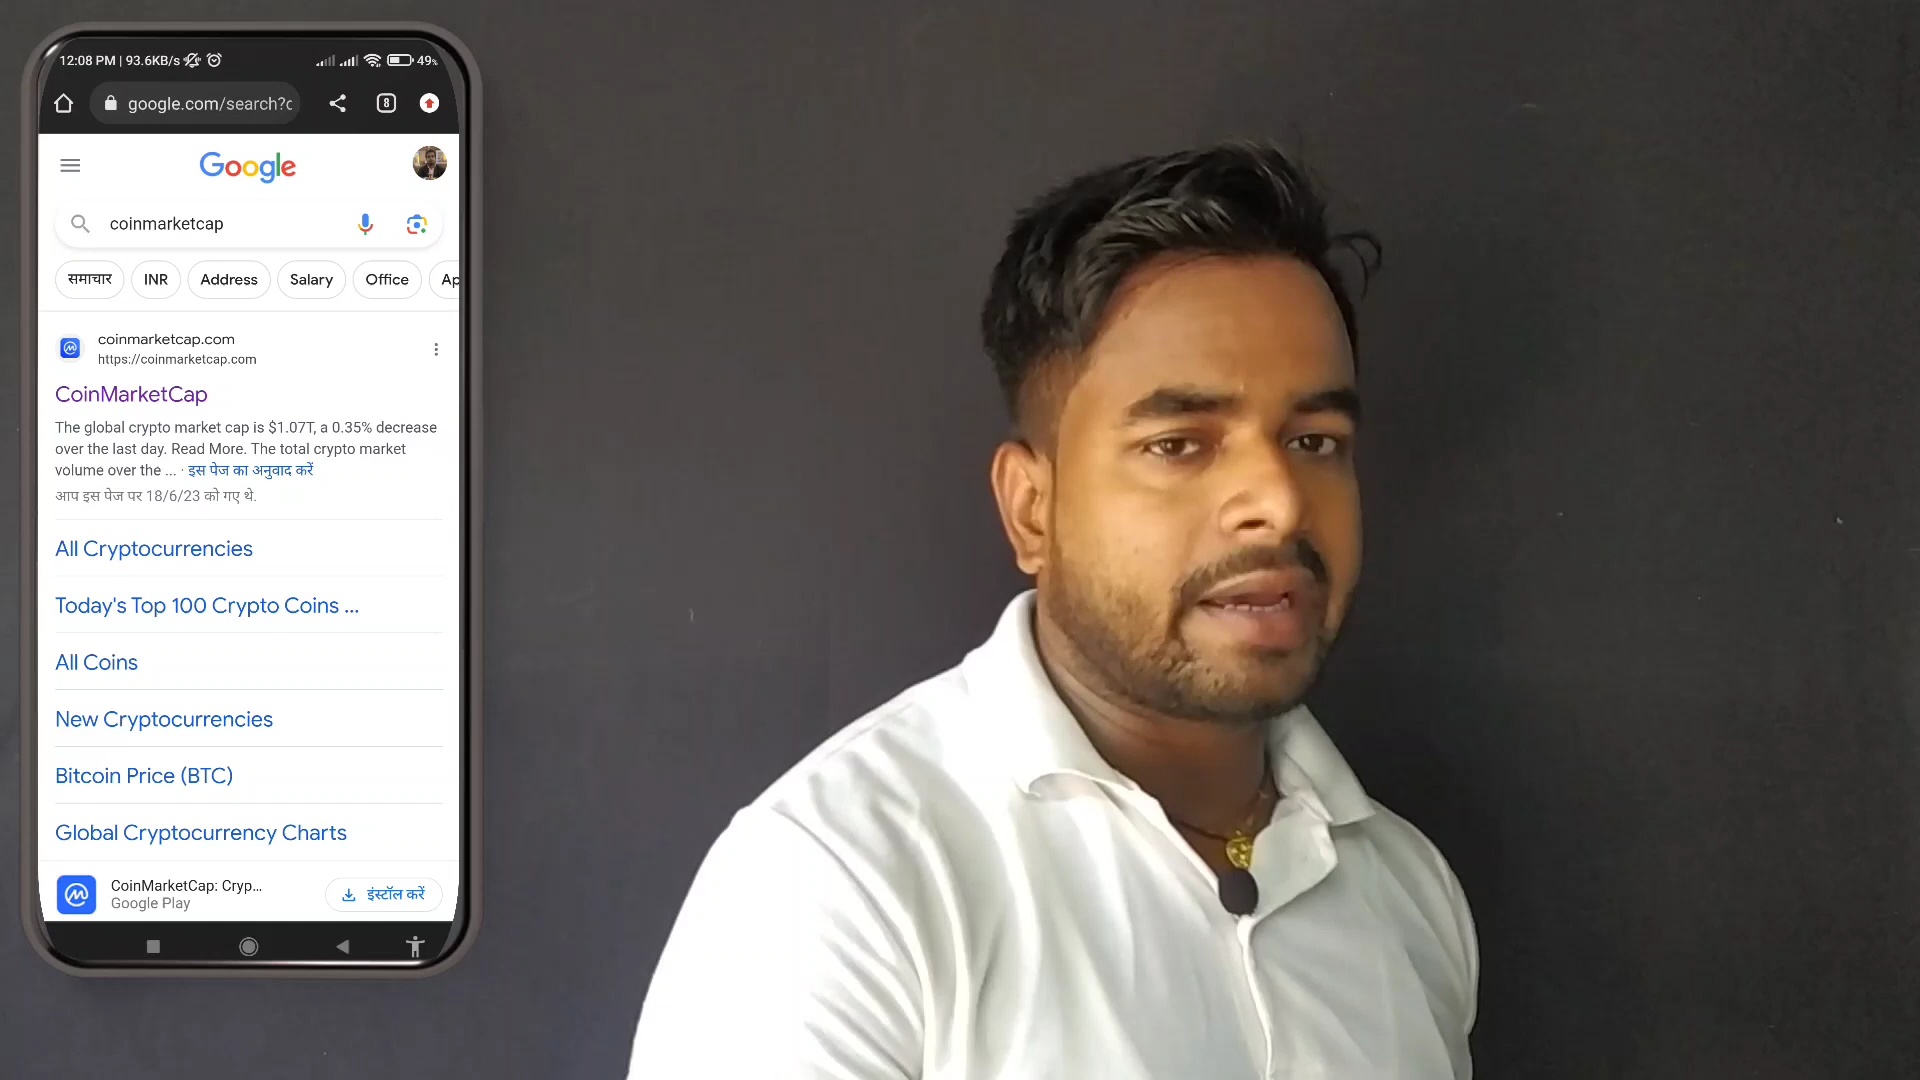 12:08 PM | 93.6KB/s
49%
google.com/search?c
8
Google
coinmarketcap
समाचार
INR
Address
Salary
Office
Ap
coinmarketcap.com
https://coinmarketcap.com
CoinMarketCap
The global crypto market cap is $1.07T, a 0.35% decrease
over the last day. Read More. The total crypto market
volume over the ... · इस पेज का अनुवाद करें
आप इस पेज पर 18/6/23 को गए थे.
All Cryptocurrencies
Today's Top 100 Crypto Coins ...
All Coins
New Cryptocurrencies
Bitcoin Price (BTC)
Global Cryptocurrency Charts
CoinMarketCap: Cryp...
Google Play
इंस्टॉल करें